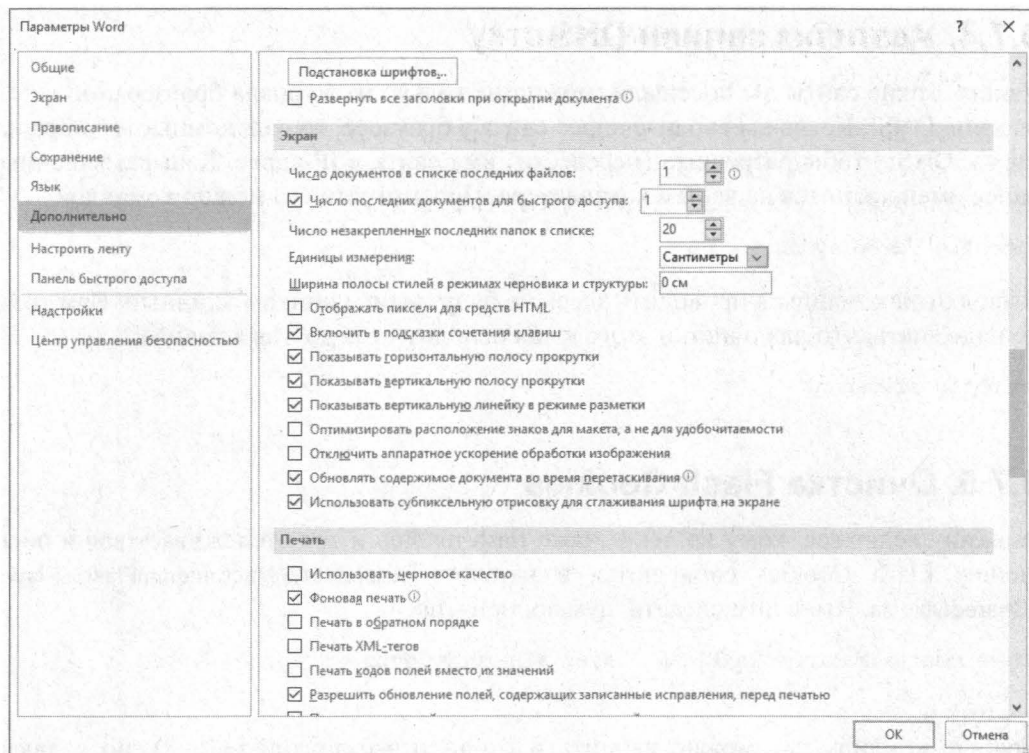 Параметры Word
?
Общие
Экран
Правописание
Сохранение
Язык
Дополнительно
Настроить ленту
Панель быстрого доступа
Надстройки
Центр управления безопасностью
Подстановка шрифтов...
Развернуть все заголовки при открытии документа
Экран
Число документов в списке последних файлов: 1
Число последних документов для быстрого доступа: 1
Число незакрепленных последних папок в списке: 20
Единицы измерения: Сантиметры
Ширина полосы стилей в режимах черновика и структуры: 0 см
Отображать пиксели для средств HTML
Включить в подсказки сочетания клавиш
Показывать горизонтальную полосу прокрутки
Показывать вертикальную полосу прокрутки
Показывать вертикальную линейку в режиме разметки
Оптимизировать расположение знаков для макета, а не для удобочитаемости
Отключить аппаратное ускорение обработки изображения
Обновлять содержимое документа во время перетаскивания
Использовать субпиксельную отрисовку для сглаживания шрифта на экране
Печать
Использовать черновое качество
Фоновая печать
Печать в обратном порядке
Печать XML-тегов
Печать кодов полей вместо их значений
Разрешить обновление полей, содержащих записанные исправления, перед печатью
ОК
Отмена